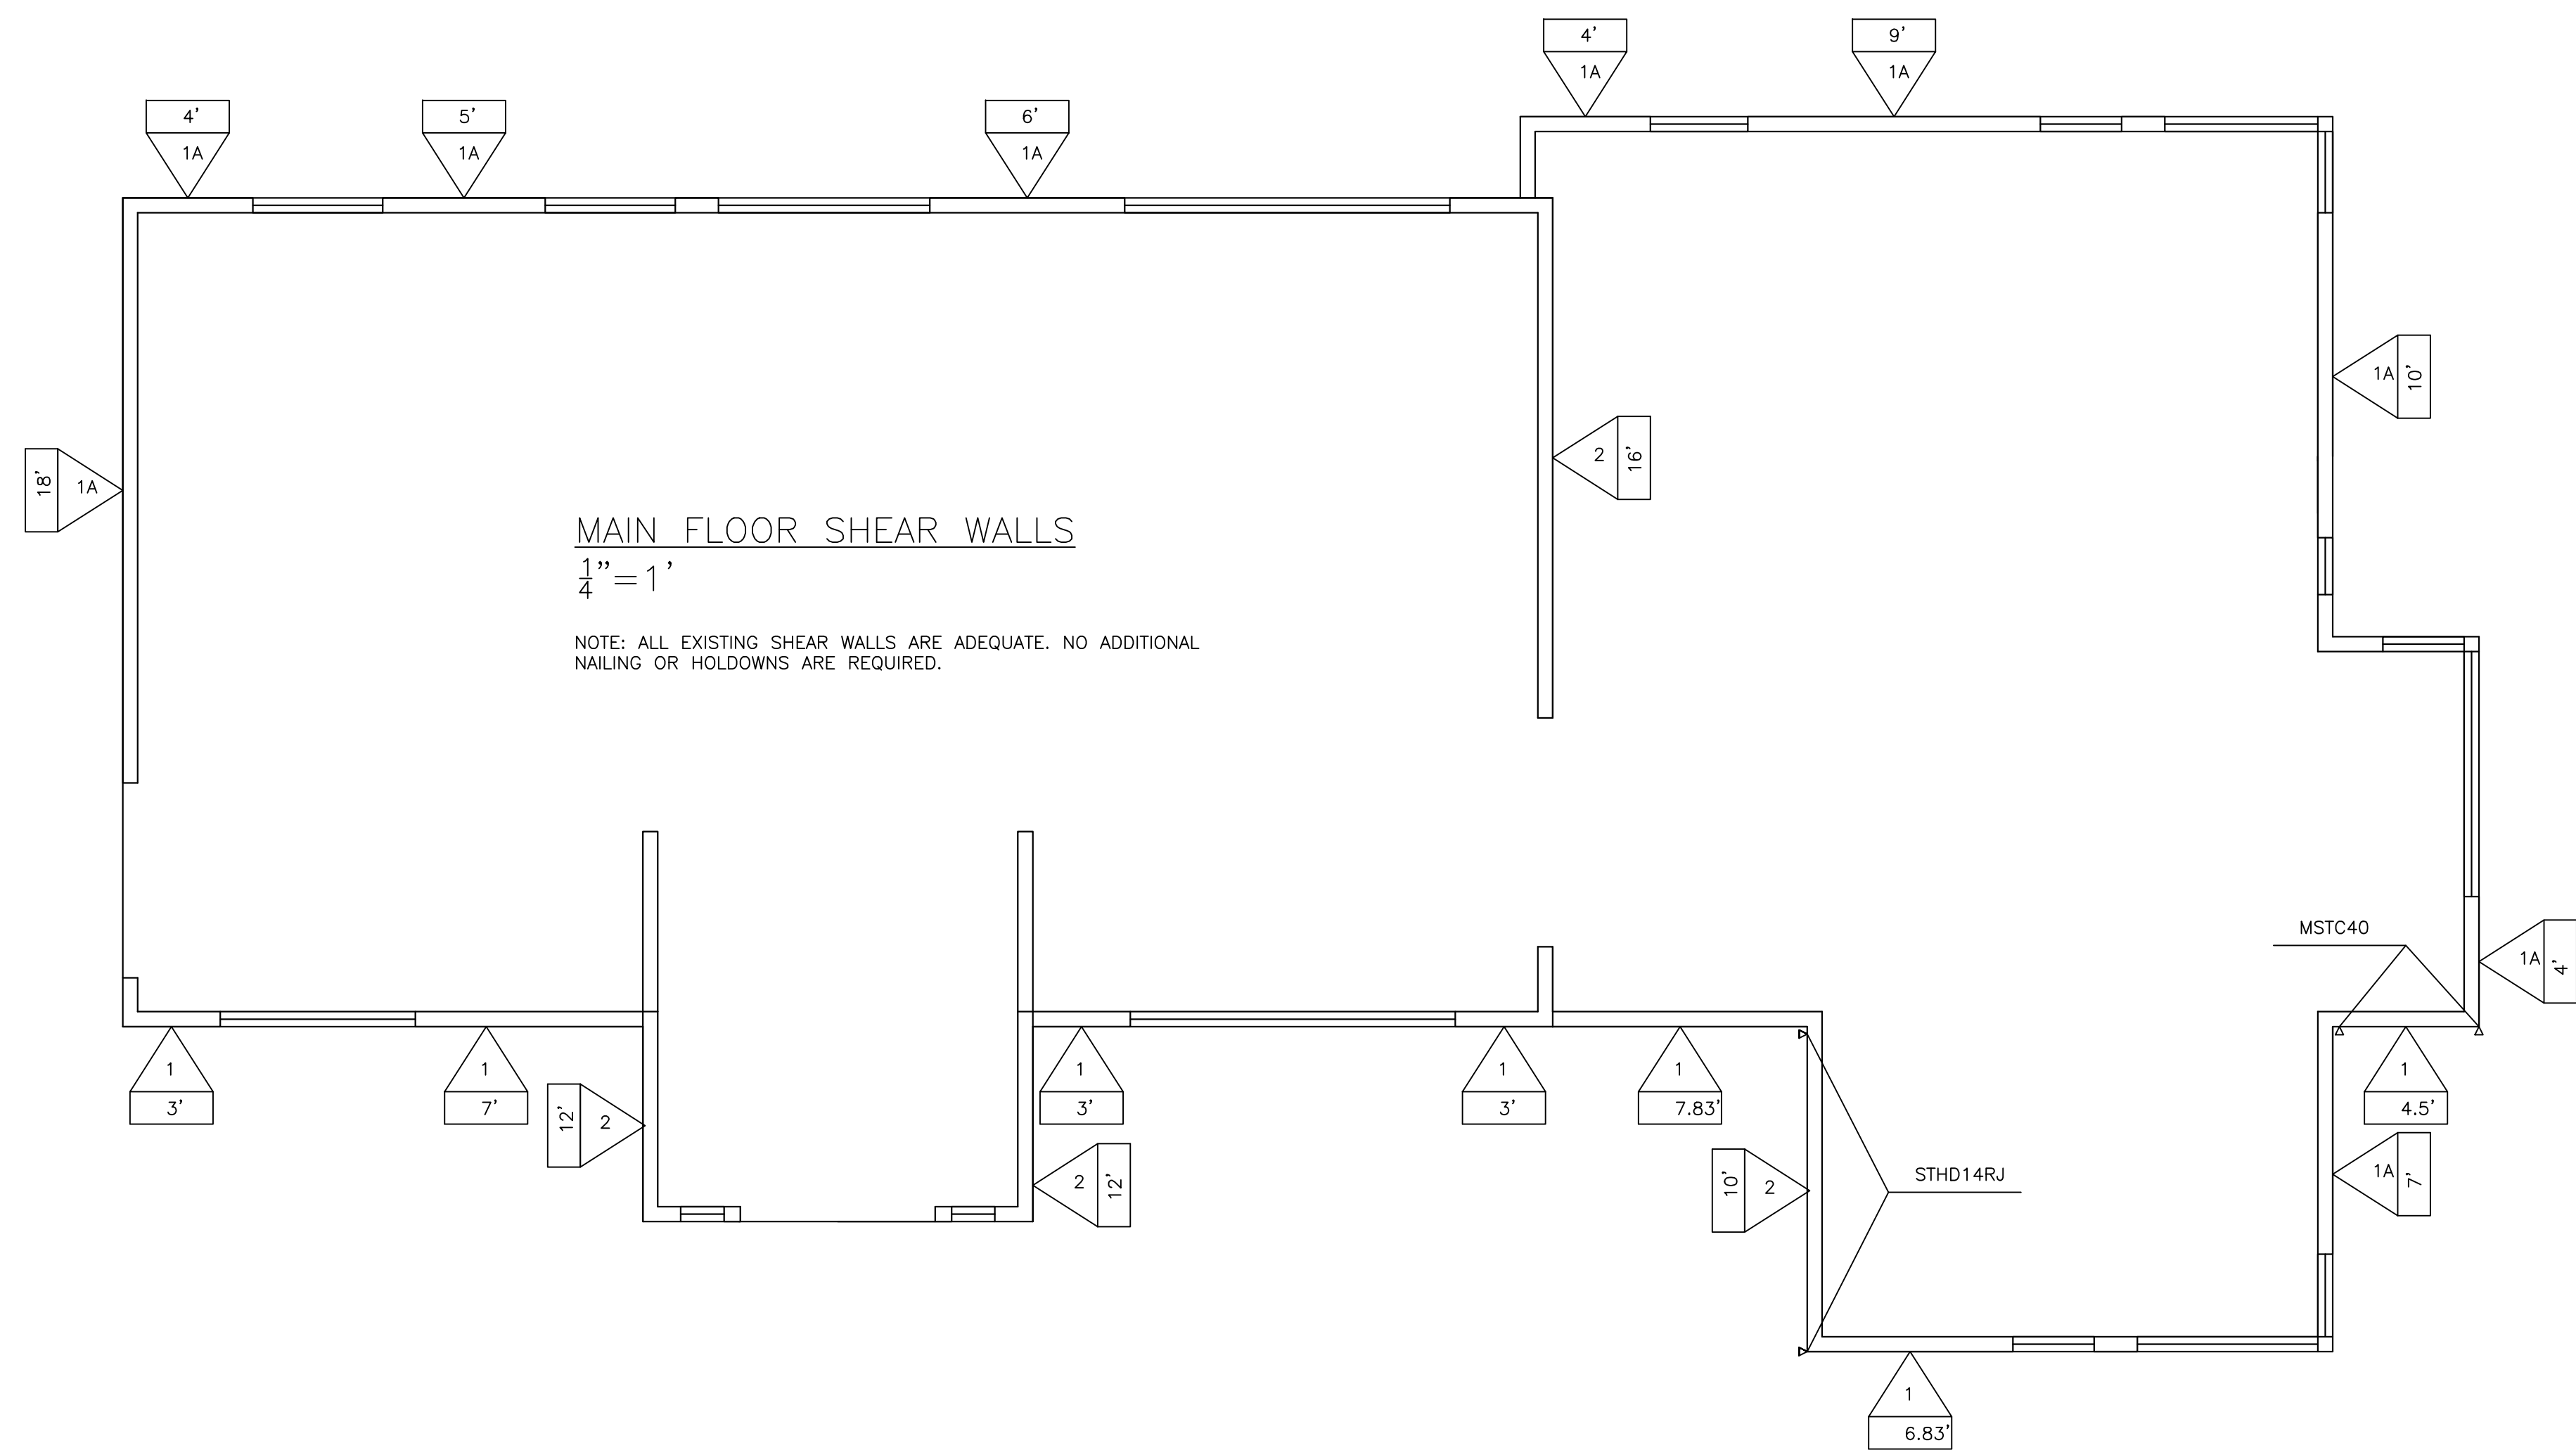 4' 9'
1A 1A
4' 5' 6'
1A 1A 1A
1A 10'
2 16'
18' 1A
MAIN FLOOR SHEAR WALLS
1/4"=1'
NOTE: ALL EXISTING SHEAR WALLS ARE ADEQUATE. NO ADDITIONAL
NAILING OR HOLDOWNS ARE REQUIRED.
MSTC40
1A 4'
1 1 1 1 1 1
3' 7' 3' 3' 7.83' 4.5'
12' 2
2 12'
STHD14RJ
10' 2
1A 7'
1
6.83'